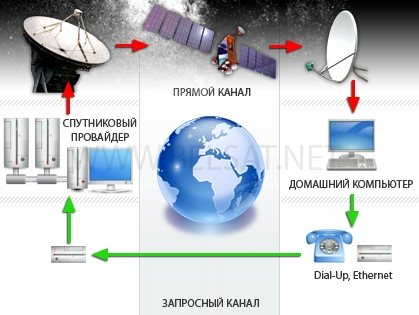 ПРЯМОЙ КАНАЛ
СПУТНИКОВЫЙ
ПРОВАЙДЕР
ДОМАШНИЙ КОМПЬЮТЕР
Dial-Up, Ethernet
ЗАПРОСНЫЙ КАНАЛ